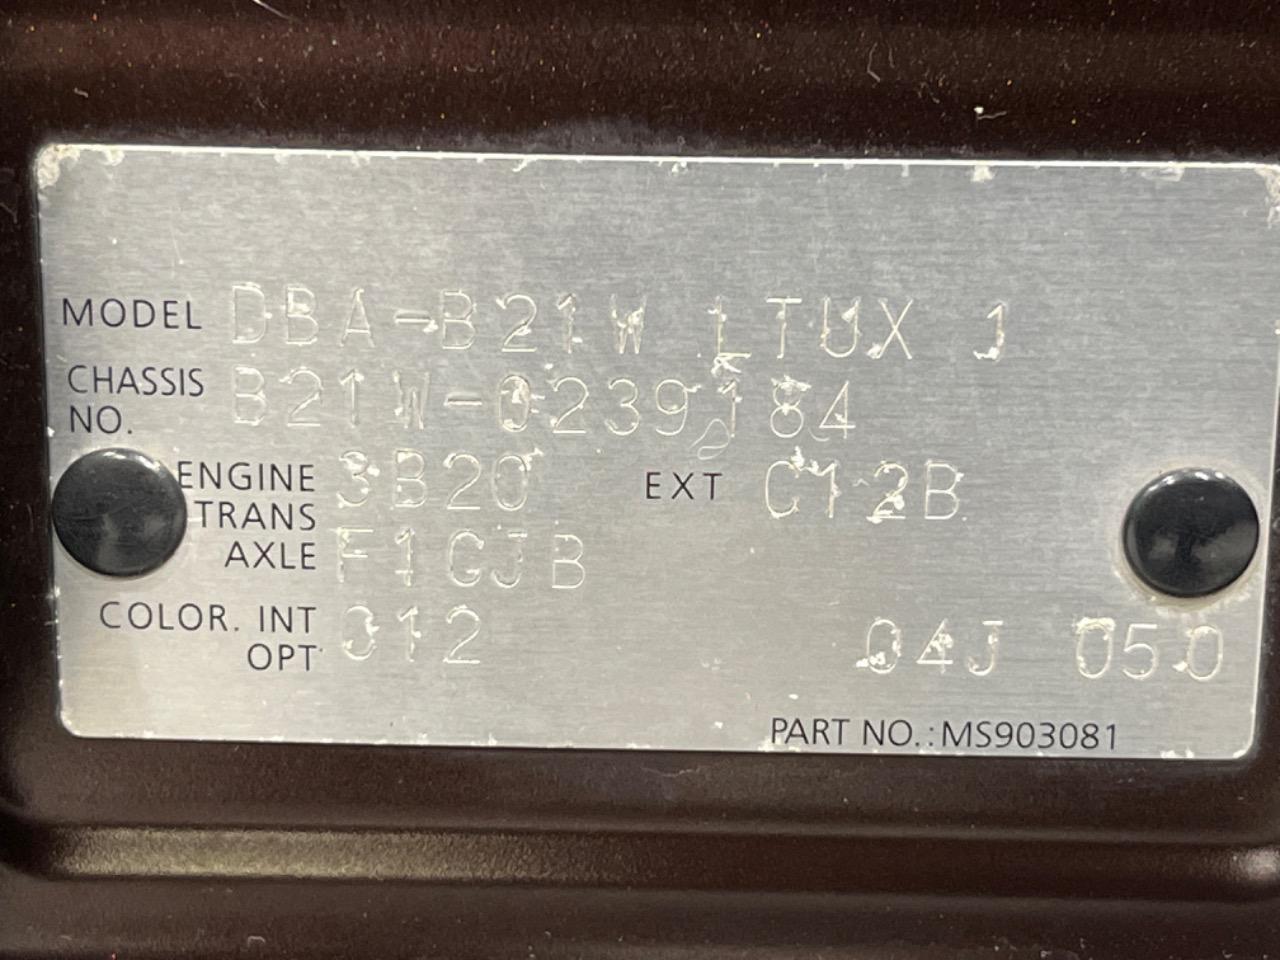 MODEL DBA-B21W LTUX 1
CHASSIS NO. B21W-0239184
ENGINE 3B20 EXT C12B
TRANS AXLE F1CJB
COLOR. INT OPT 012 04J 050
PART NO.:MS903081